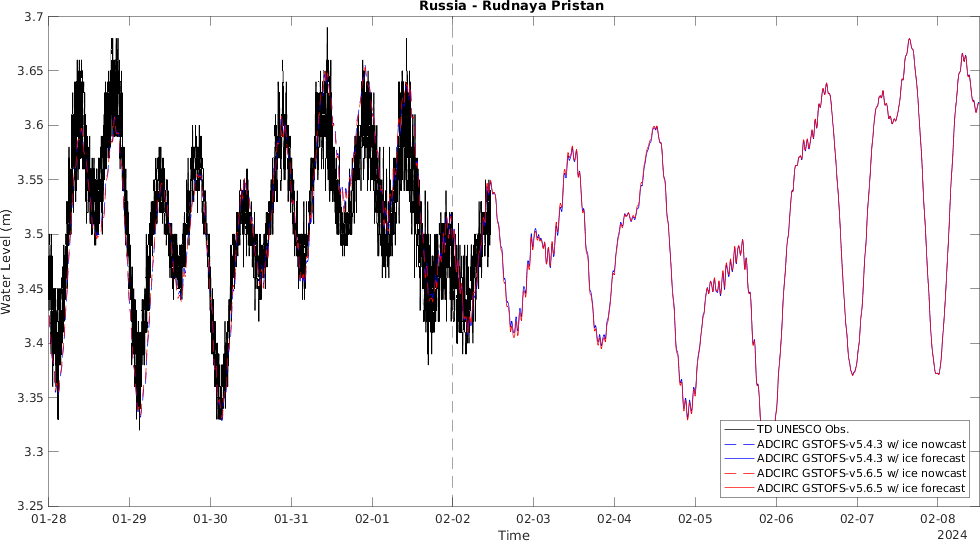 Russia - Rudnaya Pristan
3.7
3.65
3.6
3.55
3.5
3.45
3.4
3.35
3.3
3.25
Water Level (m)
TD UNESCO Obs.
ADCIRC GSTOFS-v5.4.3 w/ ice nowcast
ADCIRC GSTOFS-v5.4.3 w/ ice forecast
ADCIRC GSTOFS-v5.6.5 w/ ice nowcast
ADCIRC GSTOFS-v5.6.5 w/ ice forecast
01-28 01-29 01-30 01-31 02-01 02-02 02-03 02-04 02-05 02-06 02-07 02-08
Time
2024